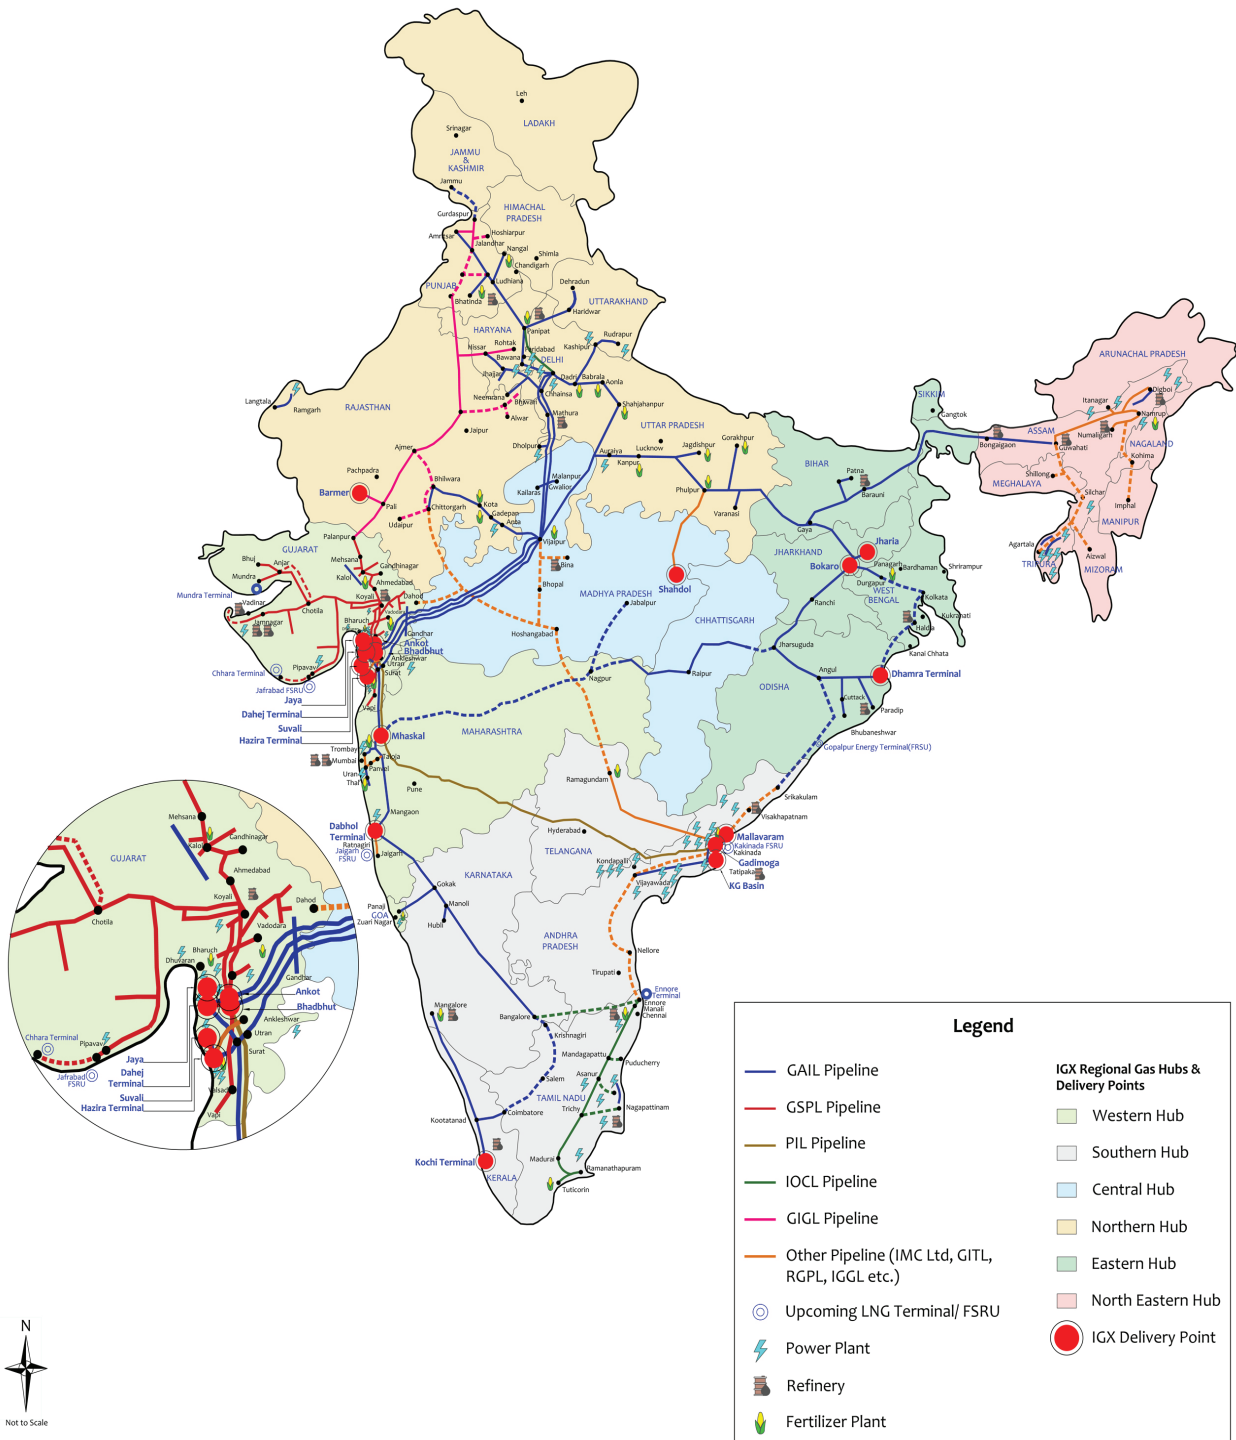 Leh
LADAKH
Srinagar
JAMMU
&
KASHMIR
Jammu
HIMACHAL
PRADESH
Gurdaspur
Amritsar
Hoshiarpur
Jalandhar
Nangal
Shimla
Chandigarh
Ludhiana
PUNJAB
Bhatinda
Dehradun
UTTARAKHAND
Haridwar
HARYANA
Panipat
Rudrapur
Kashipur
Rohtak
Hissar
Faridabad
Bawana
DELHI
Jhajjar
Dadri
Babrala
Aonla
Chhainsa
Neemrana
Bhiwari
Shahjahanpur
Mathura
Alwar
Langtala
Ramgarh
RAJASTHAN
Jaipur
UTTAR PRADESH
Dholpur
Ajmer
Auraiya
Lucknow
Kanpur
Jagdishpur
Gorakhpur
Phulpur
Varanasi
Pachpadra
Barmer
Bhilwara
Malanpur
Gwalior
Kailaras
Pali
Chittorgarh
Kota
Gadepan
Anta
Udaipur
Palanpur
Vijaipur
Bina
Bhopal
SIKKIM
Gangtok
BIHAR
Patna
Barauni
Gaya
JHARKHAND
Jharia
Bokaro
Panagarh
Bardhaman
Shrirampur
Durgapur
WEST
BENGAL
Kolkata
Kukrahati
Haldia
Ranchi
Kanai Chhata
ARUNACHAL PRADESH
Itanagar
Digboi
Namrup
ASSAM
Numaligarh
Bongaigaon
Guwahati
NAGALAND
Kohima
Shillong
MEGHALAYA
Silchar
Imphal
MANIPUR
Agartala
TRIPURA
Aizwal
MIZORAM
GUJARAT
Bhuj
Anjar
Mehsana
Gandhinagar
Mundra
Kalol
Ahmedabad
Mundra Terminal
Koyali
Dahod
Vadinar
Chotila
Vadodara
Jamnagar
Bharuch
Gandhar
Ankot
Bhadbhut
Ankleshwar
Utran
Surat
Pipavav
Chhara Terminal
Jafrabad FSRU
Jaya
Dahej Terminal
Suvali
Hazira Terminal
Vapi
Shahdol
MADHYA PRADESH
Jabalpur
CHHATTISGARH
Hoshangabad
Jharsuguda
Nagpur
Raipur
Angul
ODISHA
Dhamra Terminal
Cuttack
Paradip
Bhubaneshwar
Gopalpur Energy Terminal(FRSU)
Mhaskal
MAHARASHTRA
Trombay
Mumbai
Taloja
Panvel
Uran
Thal
Pune
Ramagundam
Srikakulam
Visakhapatnam
Mangaon
Dabhol
Terminal
Ratnagiri
Jaigarh
FSRU
Jaigarh
Hyderabad
TELANGANA
Mallavaram
Kakinada FSRU
Kakinada
Gadimoga
Tatipaka
KG Basin
Kondapalli
Vijayawada
KARNATAKA
Gokak
Panaji
GOA
Zuari Nagar
Manoli
Hubli
ANDHRA
PRADESH
Nellore
Tirupati
Ennore
Terminal
Ennore
Manali
Chennai
Mangalore
Bangalore
Krishnagiri
Mandagapattu
Puducherry
Salem
Asanur
TAMIL NADU
Coimbatore
Trichy
Nagapattinam
Kootatanad
Kochi Terminal
KERALA
Madurai
Ramanathapuram
Tuticorin
Mehsana
Kalol
Gandhinagar
GUJARAT
Ahmedabad
Koyali
Dahod
Chotila
Vadodara
Bharuch
Dhuvaran
Gandhar
Ankot
Bhadbhut
Ankleshwar
Utran
Surat
Chhara Terminal
Pipavav
Jafrabad
FSRU
Jaya
Dahej
Terminal
Suvali
Hazira Terminal
Valsad
Vapi
Legend
GAIL Pipeline
GSPL Pipeline
PIL Pipeline
IOCL Pipeline
GIGL Pipeline
Other Pipeline (IMC Ltd, GITL,
RGPL, IGGL etc.)
Upcoming LNG Terminal/ FSRU
Power Plant
Refinery
Fertilizer Plant
IGX Regional Gas Hubs &
Delivery Points
Western Hub
Southern Hub
Central Hub
Northern Hub
Eastern Hub
North Eastern Hub
IGX Delivery Point
N
Not to Scale